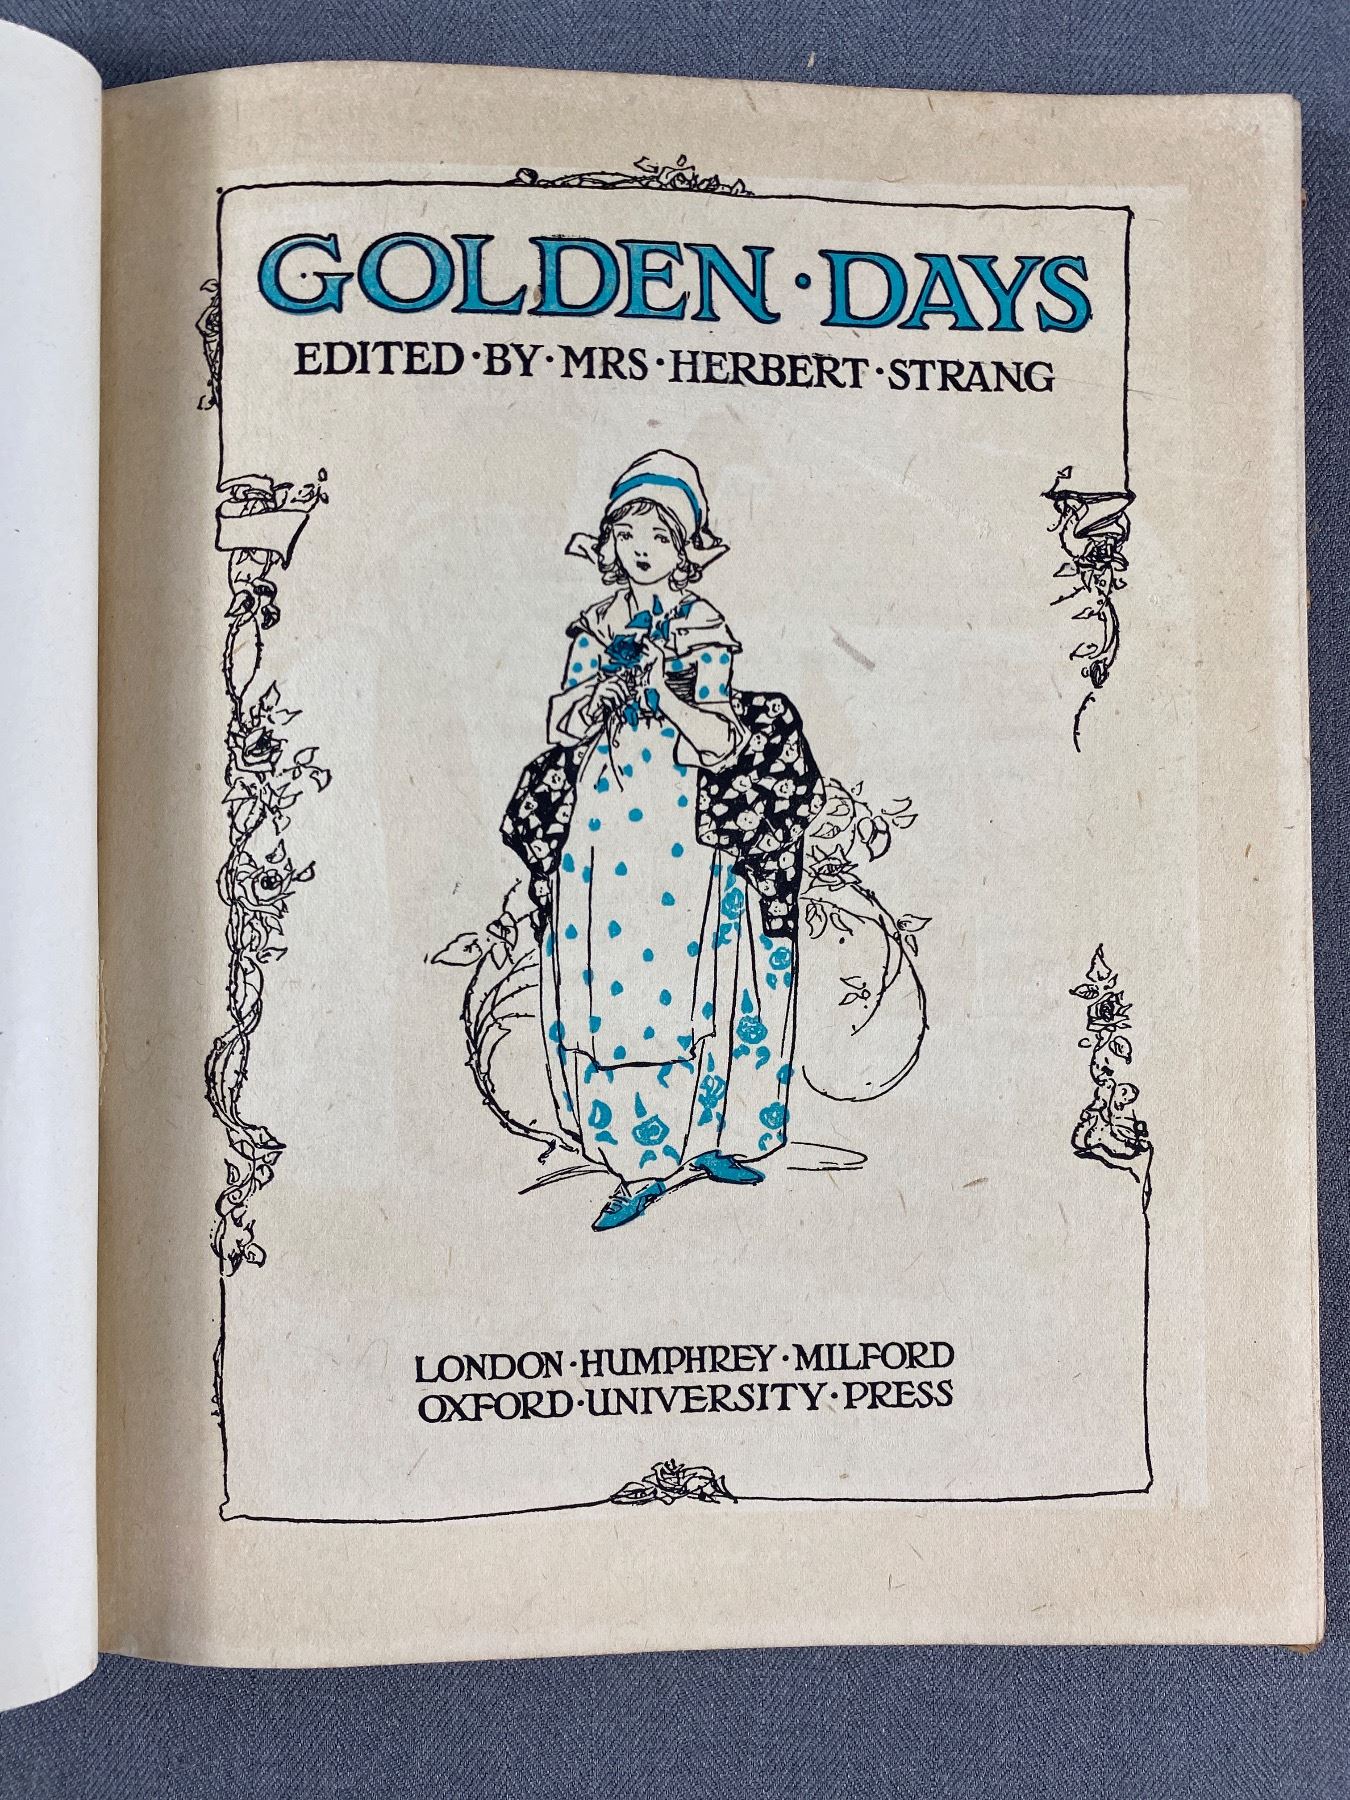 GOLDEN · DAYS
EDITED · BY · MRS · HERBERT · STRANG
LONDON · HUMPHREY · MILFORD
OXFORD · UNIVERSITY · PRESS